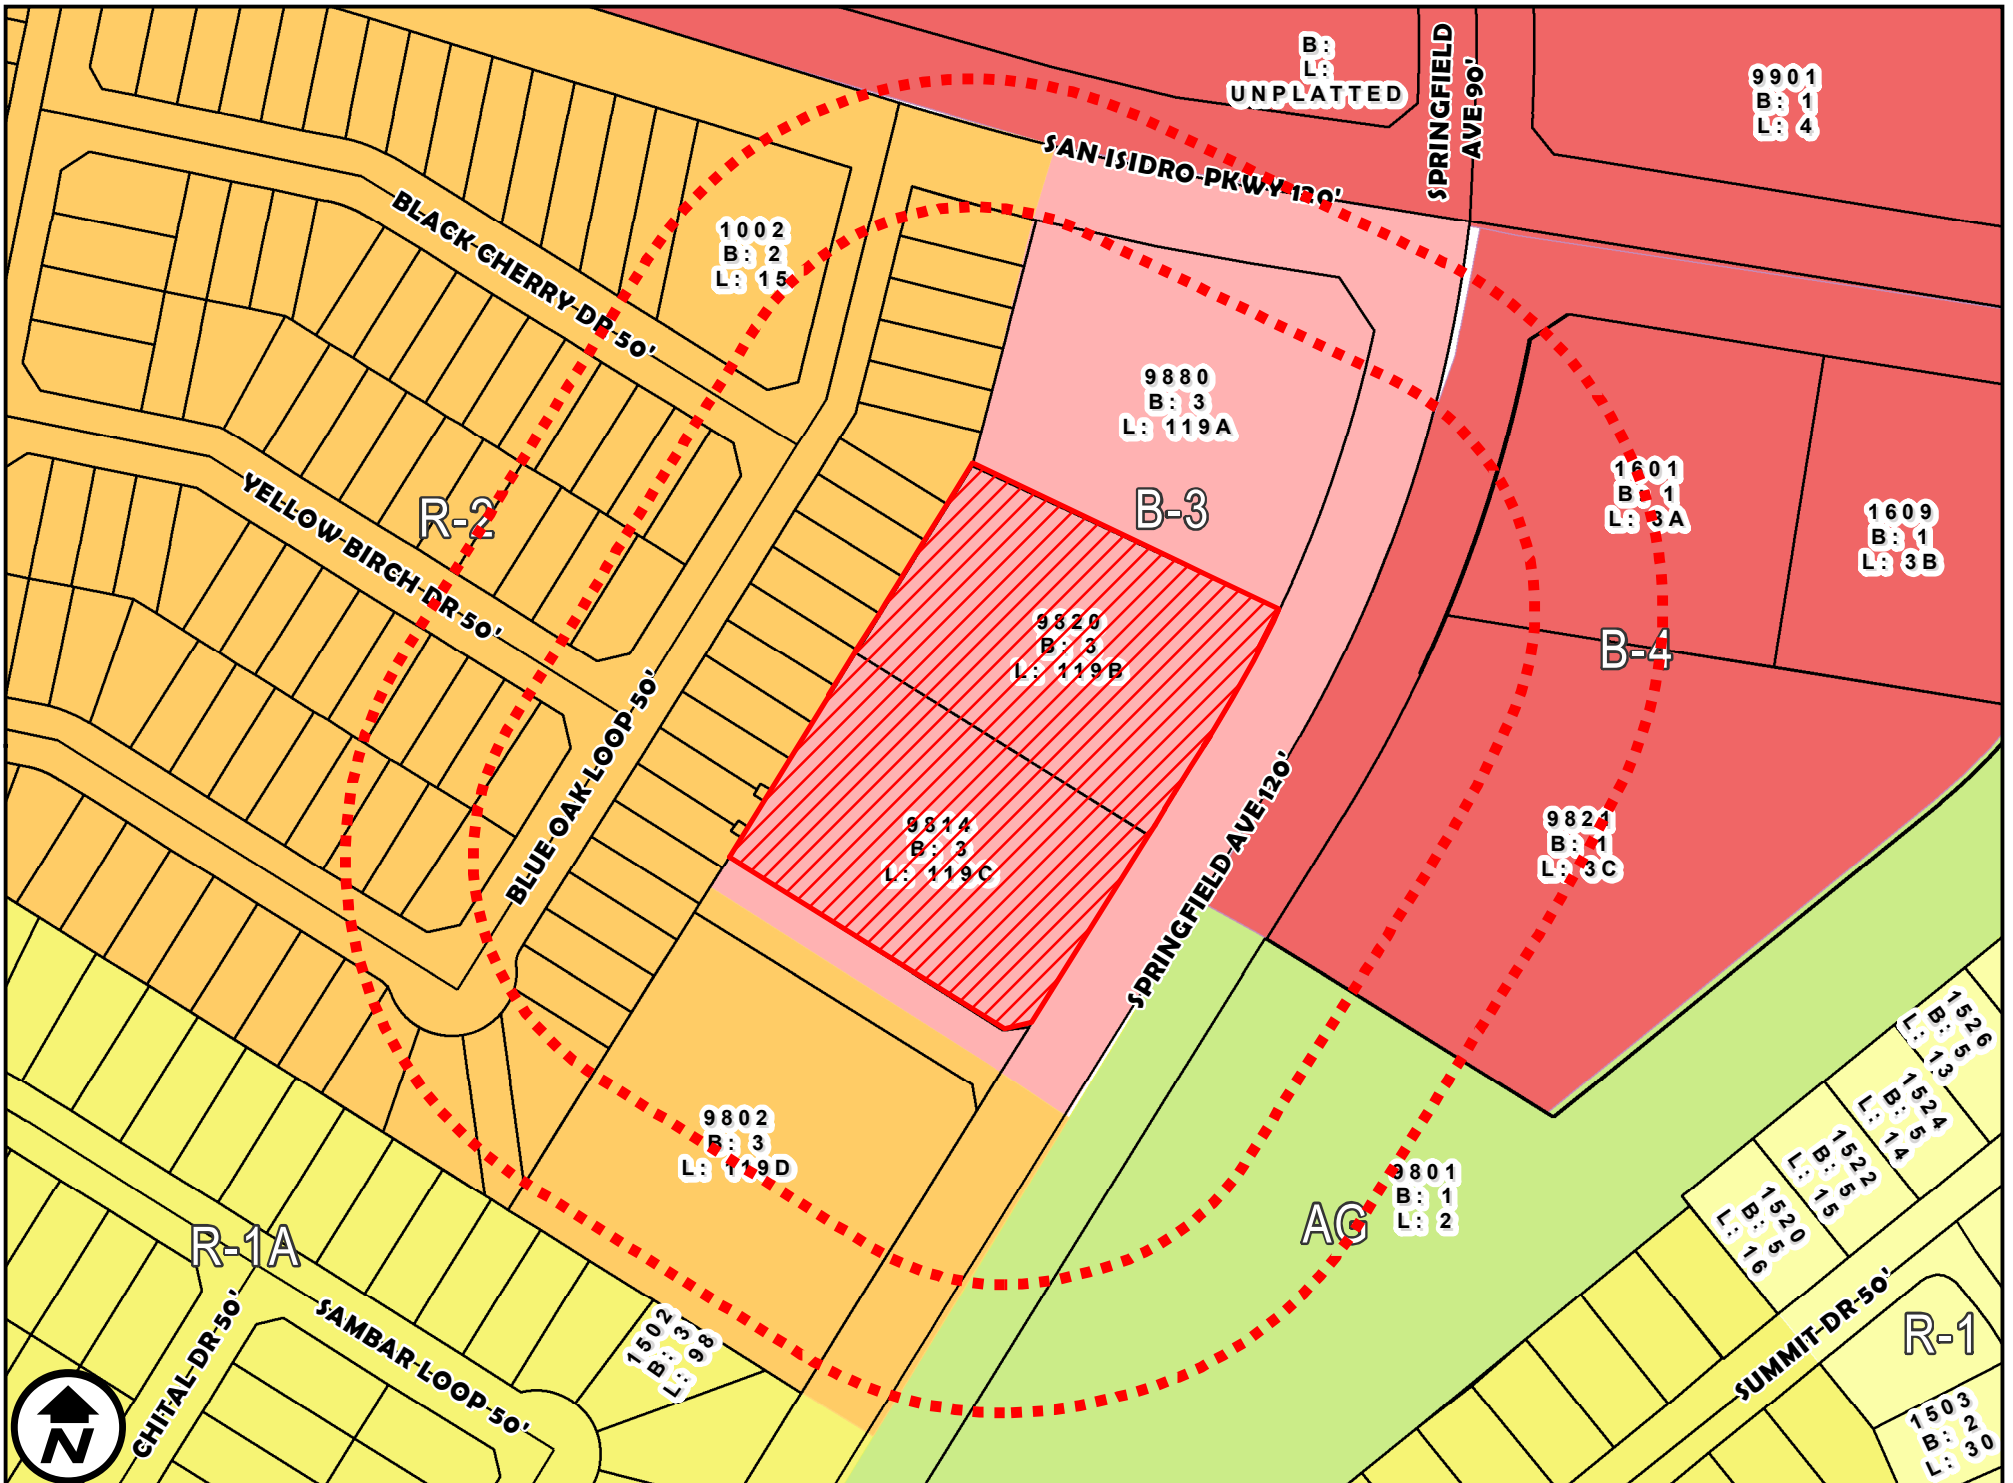 B:
L:
UNPLATTED
SPRINGFIELD
AVE 90'
9901
B: 1
L: 4
SAN ISIDRO PKWY 120'
BLACK CHERRY DR 50'
1002
B: 2
L: 15
9880
B: 3
L: 119A
B-3
R-2
YELLOW BIRCH DR 50'
1601
B: 1
L: 3A
1609
B: 1
L: 3B
B-4
9820
B: 3
L: 119B
BLUE OAK LOOP 50'
9814
B: 3
L: 119C
SPRINGFIELD AVE 120'
9821
B: 1
L: 3C
9802
B: 3
L: 119D
9801
B: 1
L: 2
AG
1526
B: 5
L: 13
1524
B: 5
L: 14
1522
B: 5
L: 15
1520
B: 5
L: 16
R-1A
CHITAL DR 50'
SAMBAR LOOP 50'
1502
B: 3
L: 98
SUMMIT DR 50'
R-1
1503
B: 2
L: 30
N